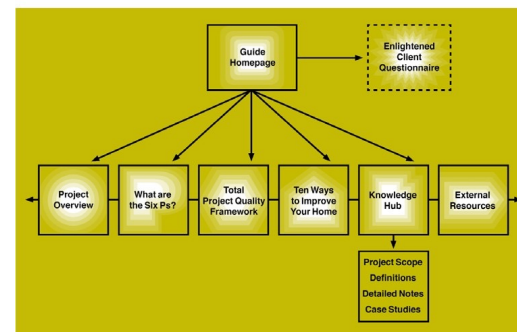 Guide
Homepage
Enlightened
Client
Questionnaire
Project
Overview
What are
the Six Ps?
Total
Project Quality
Framework
Ten Ways
to Improve
Your Home
Knowledge
Hub
External
Resources
Project Scope
Definitions
Detailed Notes
Case Studies